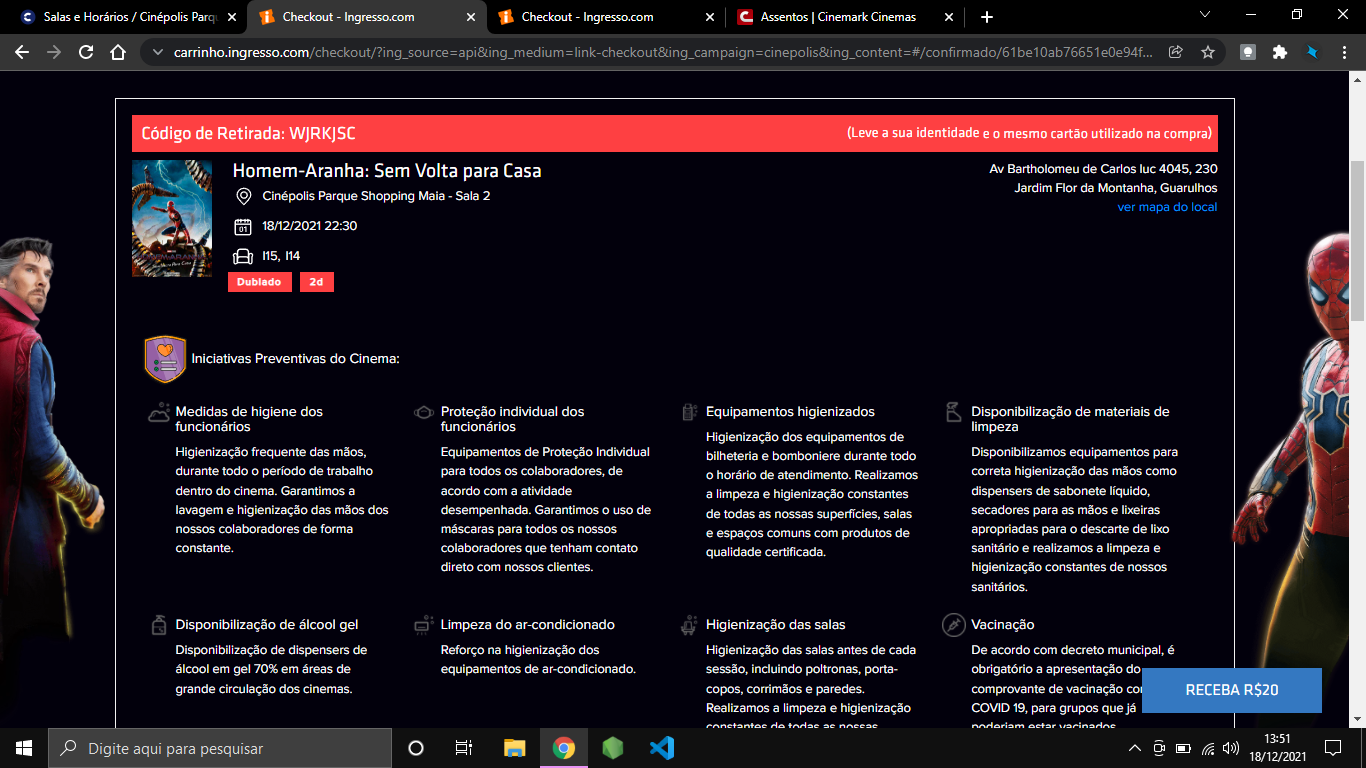 Salas e Horários / Cinépolis Parqu
Checkout - Ingresso.com
Checkout - Ingresso.com
Assentos | Cinemark Cinemas
carrinho.ingresso.com/checkout/?ing_source=api&ing_medium=link-checkout&ing_campaign=cinepolis&ing_content=#/confirmado/61be10ab76651e0e94f...
Código de Retirada: WJRKJSC
(Leve a sua identidade e o mesmo cartão utilizado na compra)
Homem-Aranha: Sem Volta para Casa
Cinépolis Parque Shopping Maia - Sala 2
18/12/2021 22:30
I15, I14
Dublado
2d
Av Bartholomeu de Carlos luc 4045, 230
Jardim Flor da Montanha, Guarulhos
ver mapa do local
Iniciativas Preventivas do Cinema:
Medidas de higiene dos
funcionários
Higienização frequente das mãos,
durante todo o período de trabalho
dentro do cinema. Garantimos a
lavagem e higienização das mãos dos
nossos colaboradores de forma
constante.
Proteção individual dos
funcionários
Equipamentos de Proteção Individual
para todos os colaboradores, de
acordo com a atividade
desempenhada. Garantimos o uso de
máscaras para todos os nossos
colaboradores que tenham contato
direto com nossos clientes.
Equipamentos higienizados
Higienização dos equipamentos de
bilheteria e bomboniere durante todo
o horário de atendimento. Realizamos
a limpeza e higienização constantes
de todas as nossas superfícies, salas
e espaços comuns com produtos de
qualidade certificada.
Disponibilização de materiais de
limpeza
Disponibilizamos equipamentos para
correta higienização das mãos como
dispensers de sabonete líquido,
secadores para as mãos e lixeiras
apropriadas para o descarte de lixo
sanitário e realizamos a limpeza e
higienização constantes de nossos
sanitários.
Disponibilização de álcool gel
Disponibilização de dispensers de
álcool em gel 70% em áreas de
grande circulação dos cinemas.
Limpeza do ar-condicionado
Reforço na higienização dos
equipamentos de ar-condicionado.
Higienização das salas
Higienização das salas antes de cada
sessão, incluindo poltronas, porta-
copos, corrimãos e paredes.
Realizamos a limpeza e higienização
constantes de todas as nossas
Vacinação
De acordo com decreto municipal, é
obrigatório a apresentação do
comprovante de vacinação co
COVID 19, para grupos que já
poderiam estar vacinados
RECEBA R$20
Digite aqui para pesquisar
13:51
18/12/2021